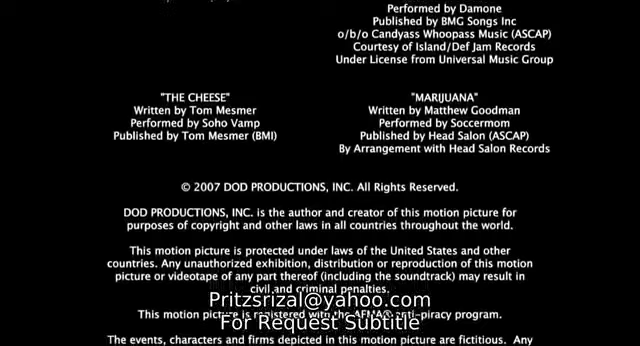 Performed by Damone
Published by BMG Songs Inc
o/b/o Candyass Whoopass Music (ASCAP)
Courtesy of Island/Def Jam Records
Under License from Universal Music Group
"THE CHEESE"
Written by Tom Mesmer
Performed by Soho Vamp
Published by Tom Mesmer (BMI)
"MARIJUANA"
Written by Matthew Goodman
Performed by Soccermom
Published by Head Salon (ASCAP)
By Arrangement with Head Salon Records
© 2007 DOD PRODUCTIONS, INC. All Rights Reserved.
DOD PRODUCTIONS, INC. is the author and creator of this motion picture for
purposes of copyright and other laws in all countries throughout the world.
This motion picture is protected under laws of the United States and other
countries. Any unauthorized exhibition, distribution or reproduction of this motion
picture or videotape of any part thereof (including the soundtrack) may result in
civil and criminal penalties.
Pritzsrizal@yahoo.com
This motion picture is registered with the AFMA® anti-piracy program.
For Request Subtitle
The events, characters and firms depicted in this motion picture are fictitious. Any